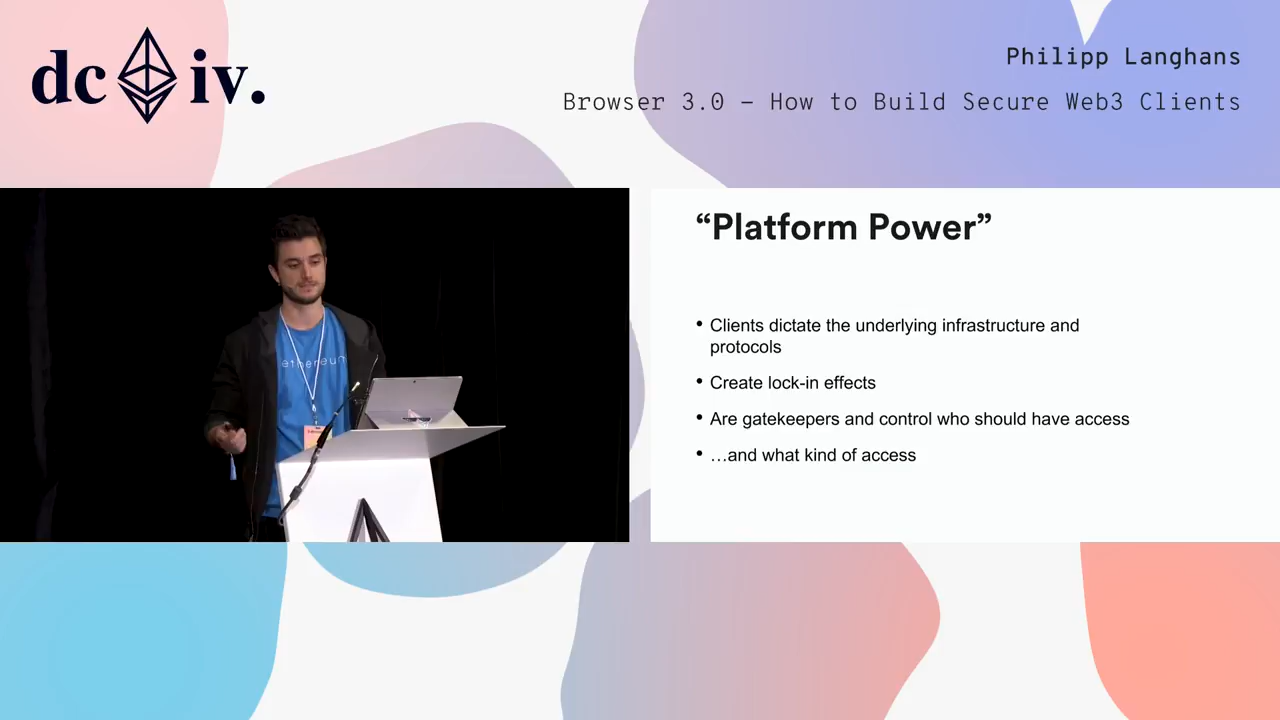 dc iv.
Philipp Langhans
Browser 3.0 – How to Build Secure Web3 Clients
ethereum
“Platform Power”
• Clients dictate the underlying infrastructure and
protocols
• Create lock-in effects
• Are gatekeepers and control who should have access
• …and what kind of access